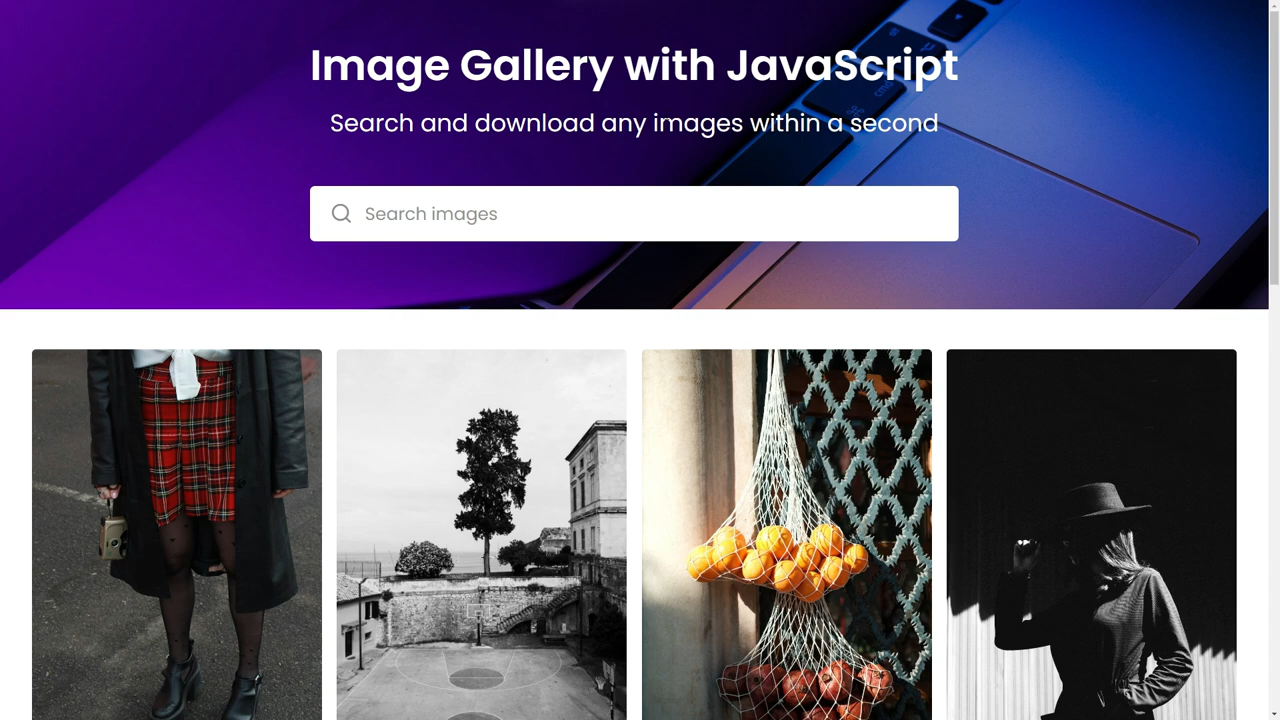 Image Gallery with JavaScript
Search and download any images within a second
Search images